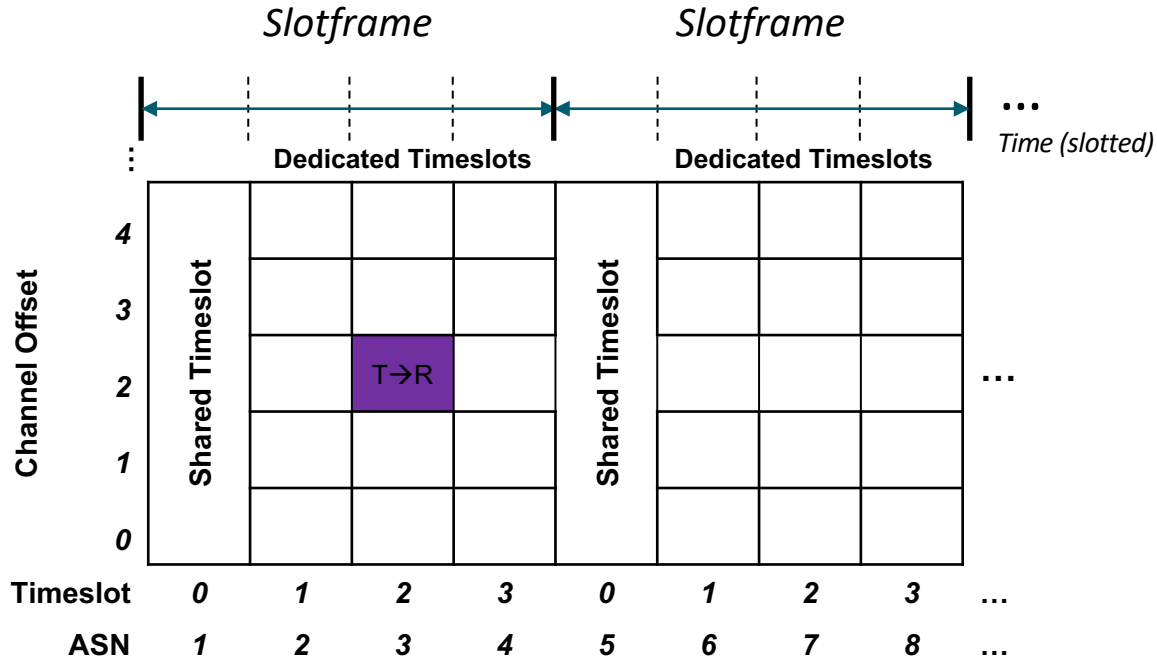 Slotframe Slotframe
...
Time (slotted)
Dedicated Timeslots Dedicated Timeslots
...
Channel Offset
4
3
2
1
0
Shared Timeslot
T→R
Shared Timeslot
...
Timeslot 0 1 2 3 0 1 2 3 ...
ASN 1 2 3 4 5 6 7 8 ...